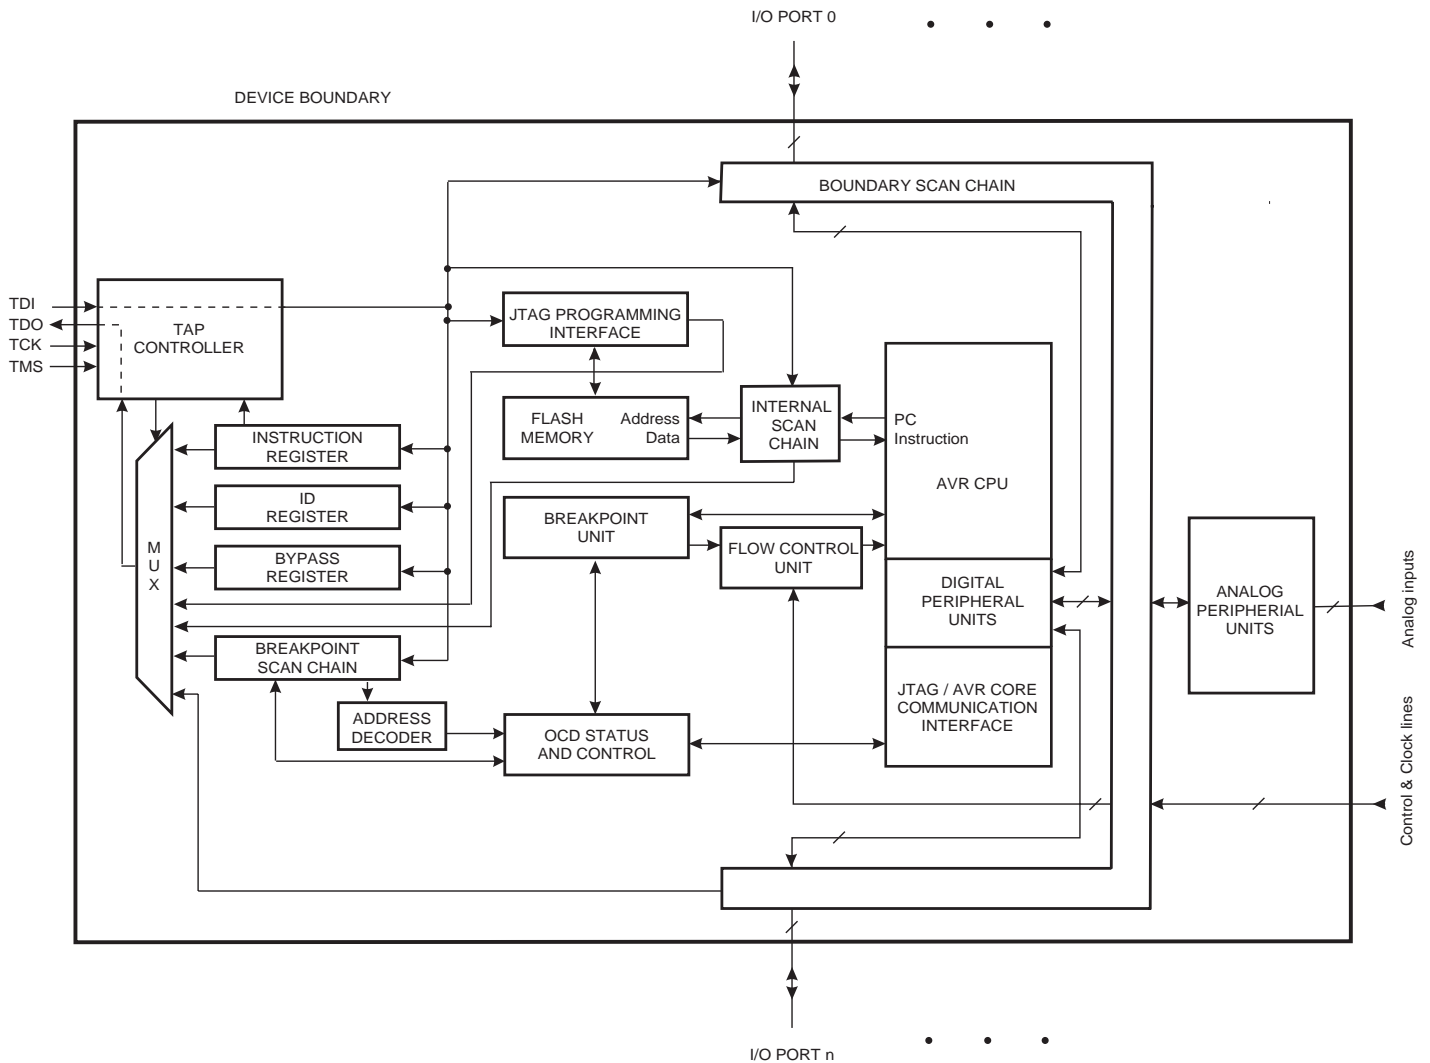 I/O PORT 0
DEVICE BOUNDARY
BOUNDARY SCAN CHAIN
TDI
TDO
TCK
TMS
TAP
CONTROLLER
JTAG PROGRAMMING
INTERFACE
FLASH
MEMORY
Address
Data
INTERNAL
SCAN
CHAIN
PC
Instruction
AVR CPU
INSTRUCTION
REGISTER
ID
REGISTER
BYPASS
REGISTER
M
U
X
BREAKPOINT
UNIT
FLOW CONTROL
UNIT
DIGITAL
PERIPHERAL
UNITS
ANALOG
PERIPHERIAL
UNITS
Analog inputs
BREAKPOINT
SCAN CHAIN
ADDRESS
DECODER
OCD STATUS
AND CONTROL
JTAG / AVR CORE
COMMUNICATION
INTERFACE
Control & Clock lines
I/O PORT n